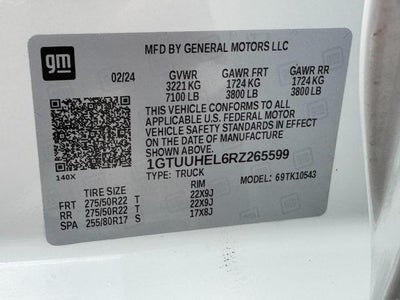 gm
MFD BY GENERAL MOTORS LLC
02/24 GVWR GAWR FRT GAWR RR
3221 KG 1724 KG 1724 KG
7100 LB 3800 LB 3800 LB
THIS VEHICLE CONFORMS TO ALL
APPLICABLE U.S. FEDERAL MOTOR
VEHICLE SAFETY STANDARDS IN
EFFECT ON THE DATE OF
MANUFACTURE SHOWN ABOVE.
1GTUUHEL6RZ265599
140X TYPE: TRUCK MODEL: 69TK10543
TIRE SIZE RIM
FRT 275/50R22 T 22X9J
RR 275/50R22 T 22X9J
SPA 255/80R17 S 17X8J